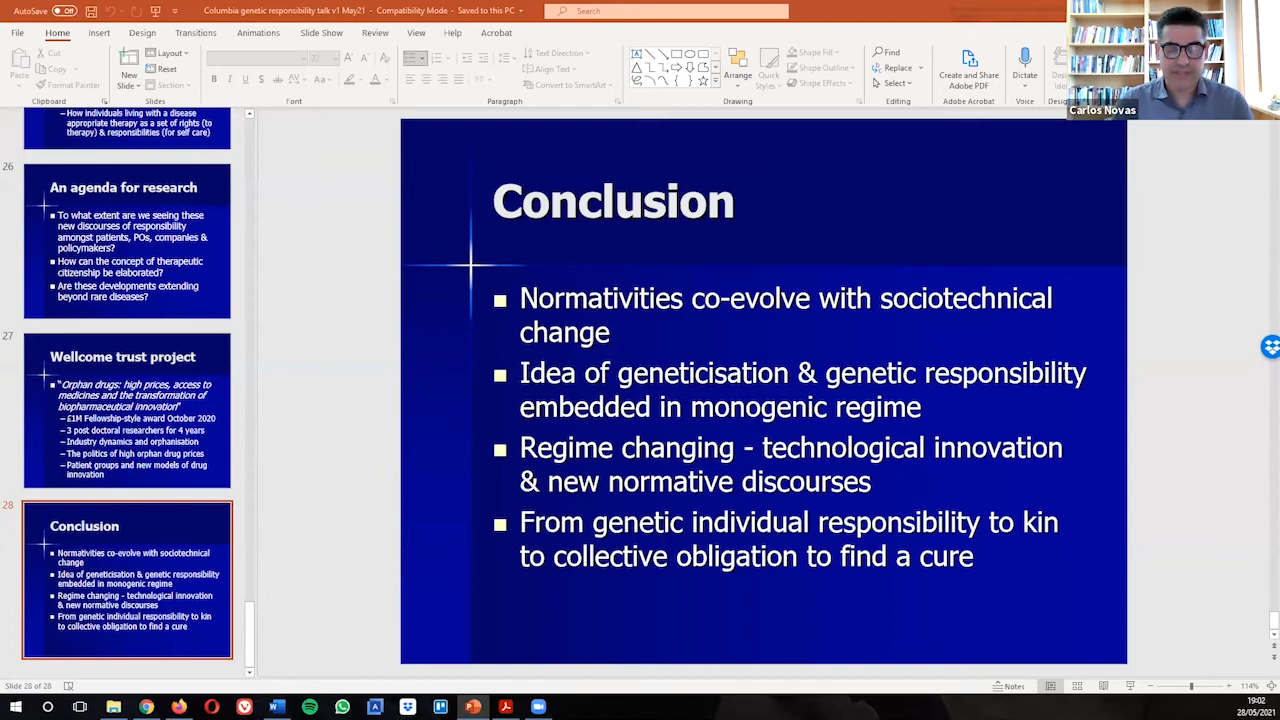 AutoSave Off
Columbia genetic responsibility talk v1 May21 - Compatibility Mode - Saved to this PC
Search
File Home Insert Design Transitions Animations Slide Show Review View Help Acrobat
Paste
Cut
Copy
Format Painter
Clipboard
New
Slide
Layout
Reset
Section
Slides
Font
Text Direction
Align Text
Convert to SmartArt
Paragraph
Arrange
Quick
Styles
Shape Fill
Shape Outline
Shape Effects
Drawing
Find
Replace
Select
Editing
Create and Share
Adobe PDF
Adobe Acrobat
Dictate
Voice
Carlos Novas
– How individuals living with a disease
appropriate therapy as a set of rights (to
therapy) & responsibilities (for self care)
26
An agenda for research
To what extent are we seeing these
new discourses of responsibility
amongst patients, POs, companies &
policymakers?
How can the concept of therapeutic
citizenship be elaborated?
Are these developments extending
beyond rare diseases?
27
Wellcome trust project
"Orphan drugs: high prices, access to
medicines and the transformation of
biopharmaceutical innovation"
– £1M Fellowship-style award October 2020
– 3 post doctoral researchers for 4 years
– Industry dynamics and orphanisation
– The politics of high orphan drug prices
– Patient groups and new models of drug
innovation
28
Conclusion
Normativities co-evolve with sociotechnical
change
Idea of geneticisation & genetic responsibility
embedded in monogenic regime
Regime changing - technological innovation
& new normative discourses
From genetic individual responsibility to kin
to collective obligation to find a cure
Conclusion
Normativities co-evolve with sociotechnical
change
Idea of geneticisation & genetic responsibility
embedded in monogenic regime
Regime changing - technological innovation
& new normative discourses
From genetic individual responsibility to kin
to collective obligation to find a cure
Slide 28 of 28
Notes
114%
19:02
28/05/2021